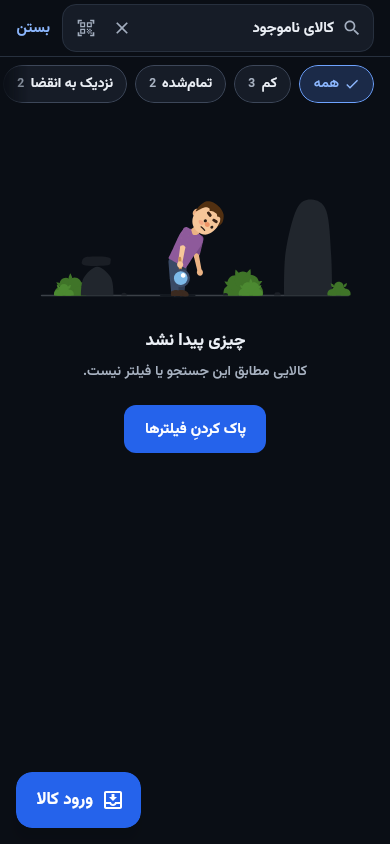 کالای ناموجود
بستن
همه
کم 3
تمام‌شده 2
نزدیک به انقضا 2
چیزی پیدا نشد
کالایی مطابق این جستجو یا فیلتر نیست.
پاک کردنِ فیلترها
ورود کالا